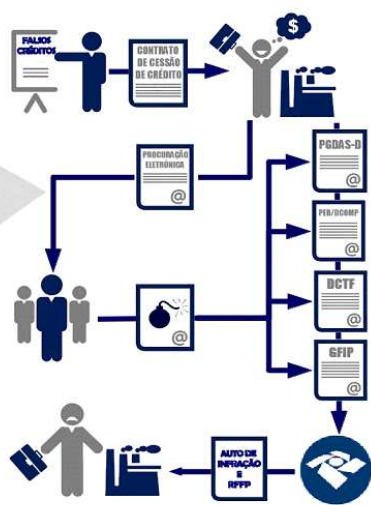 FALSOS
CRÉDITOS
CONTRATO
DE CESSÃO
DE CRÉDITO
$
PROCURAÇÃO
ELETRÔNICA
@
PGDAS-D
@
PER/DCOMP
@
@
DCTF
@
GFIP
@
AUTO DE
INFRAÇÃO
E
RFFP